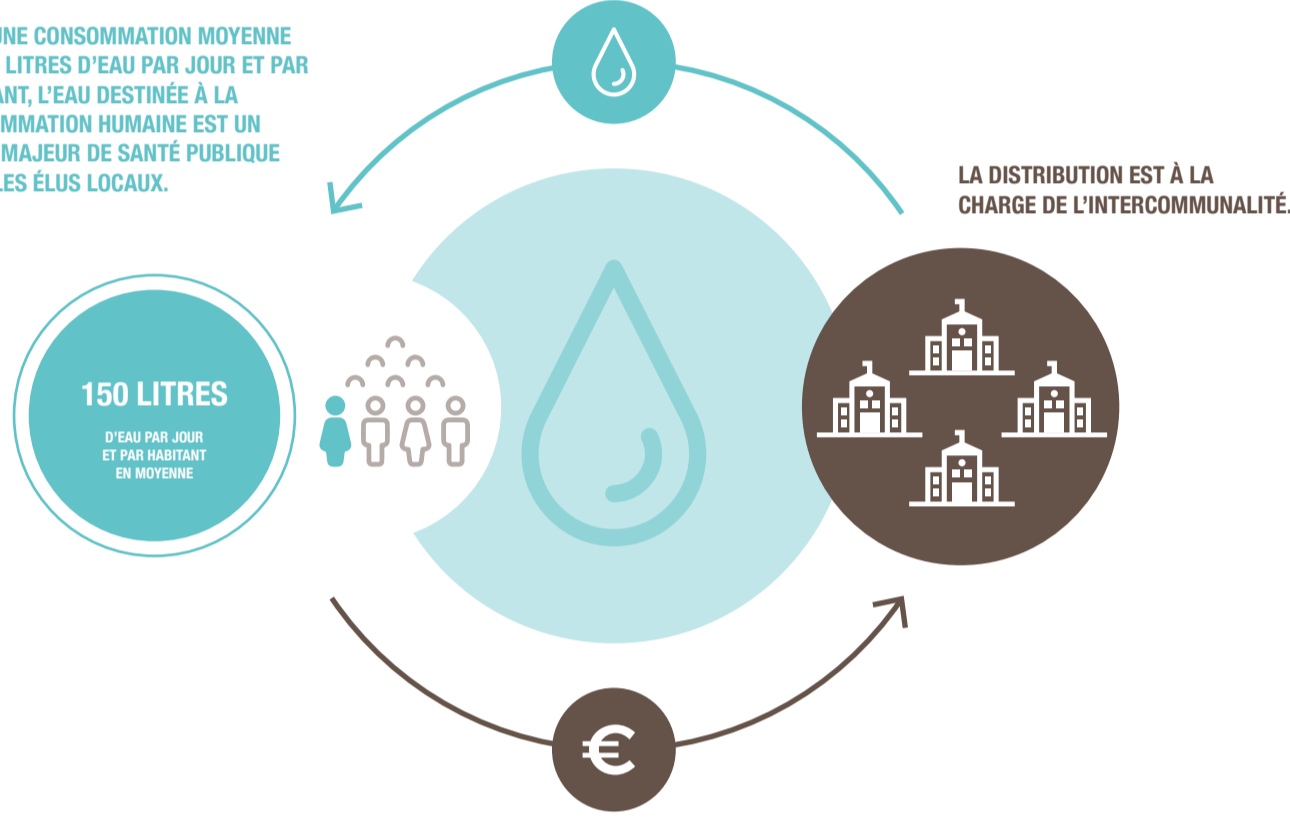 UNE CONSOMMATION MOYENNE
LITRES D'EAU PAR JOUR ET PAR
ANT, L'EAU DESTINÉE À LA
MMATION HUMAINE EST UN
MAJEUR DE SANTÉ PUBLIQUE
LES ÉLUS LOCAUX.
LA DISTRIBUTION EST À LA
CHARGE DE L'INTERCOMMUNALITÉ.
150 LITRES
D'EAU PAR JOUR
ET PAR HABITANT
EN MOYENNE
€